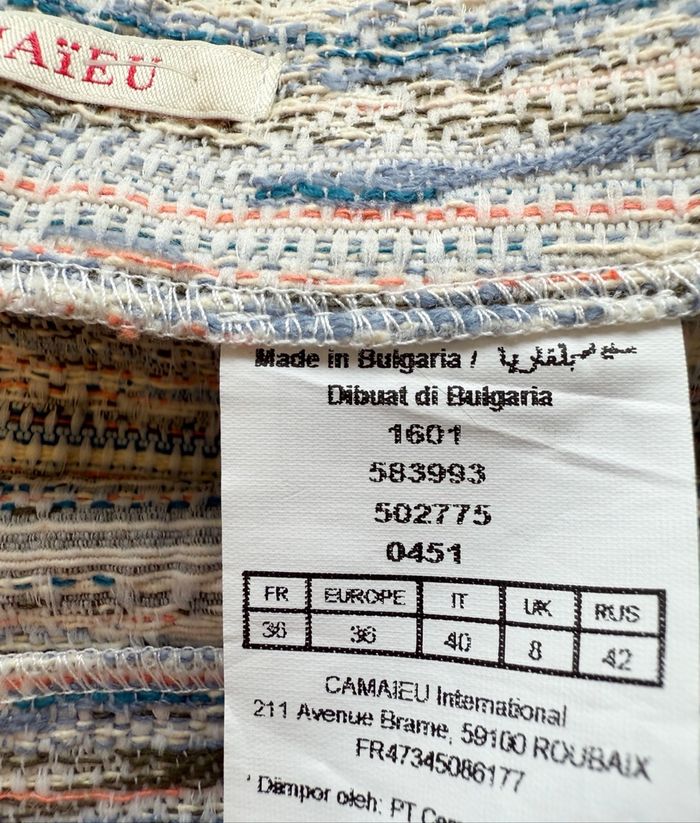 MAÏEU
Made in Bulgaria /
Dibuat di Bulgaria
1601
583993
502775
0451
FR EUROPE IT UK RUS
36 36 40 8 42
CAMAIEU International
211 Avenue Brame, 59100 ROUBAIX
FR47345086177
Diimpor oleh: PT